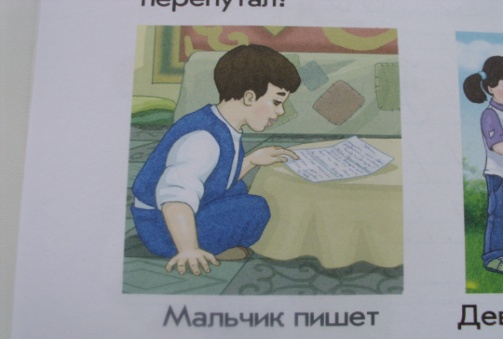 перепутал?
Мальчик пишет
Дев